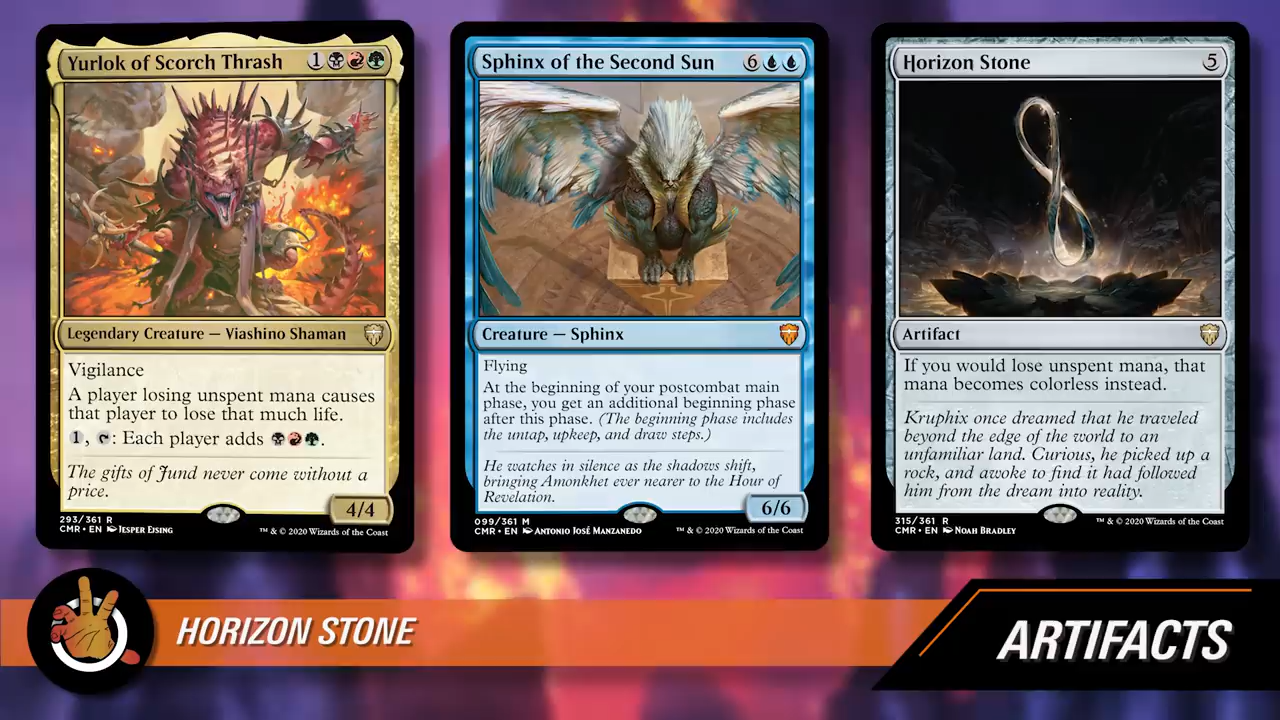 Yurlok of Scorch Thrash 1
Legendary Creature — Viashino Shaman
Vigilance
A player losing unspent mana causes
that player to lose that much life.
1, : Each player adds .
The gifts of Jund never come without a
price.
4/4
293/361 R
CMR • EN Jesper Ejsing
™ & © 2020 Wizards of the Coast
Sphinx of the Second Sun 6
Creature — Sphinx
Flying
At the beginning of your postcombat main
phase, you get an additional beginning phase
after this phase. (The beginning phase includes
the untap, upkeep, and draw steps.)
He watches in silence as the shadows shift,
bringing Amonkhet ever nearer to the Hour of
Revelation.
6/6
099/361 M
CMR • EN Antonio José Manzanedo
™ & © 2020 Wizards of the Coast
Horizon Stone 5
Artifact
If you would lose unspent mana, that
mana becomes colorless instead.
Kruphix once dreamed that he traveled
beyond the edge of the world to an
unfamiliar land. Curious, he picked up a
rock, and awoke to find it had followed
him from the dream into reality.
315/361 R
CMR • EN Noah Bradley
™ & © 2020 Wizards of the Coast
HORIZON STONE
ARTIFACTS